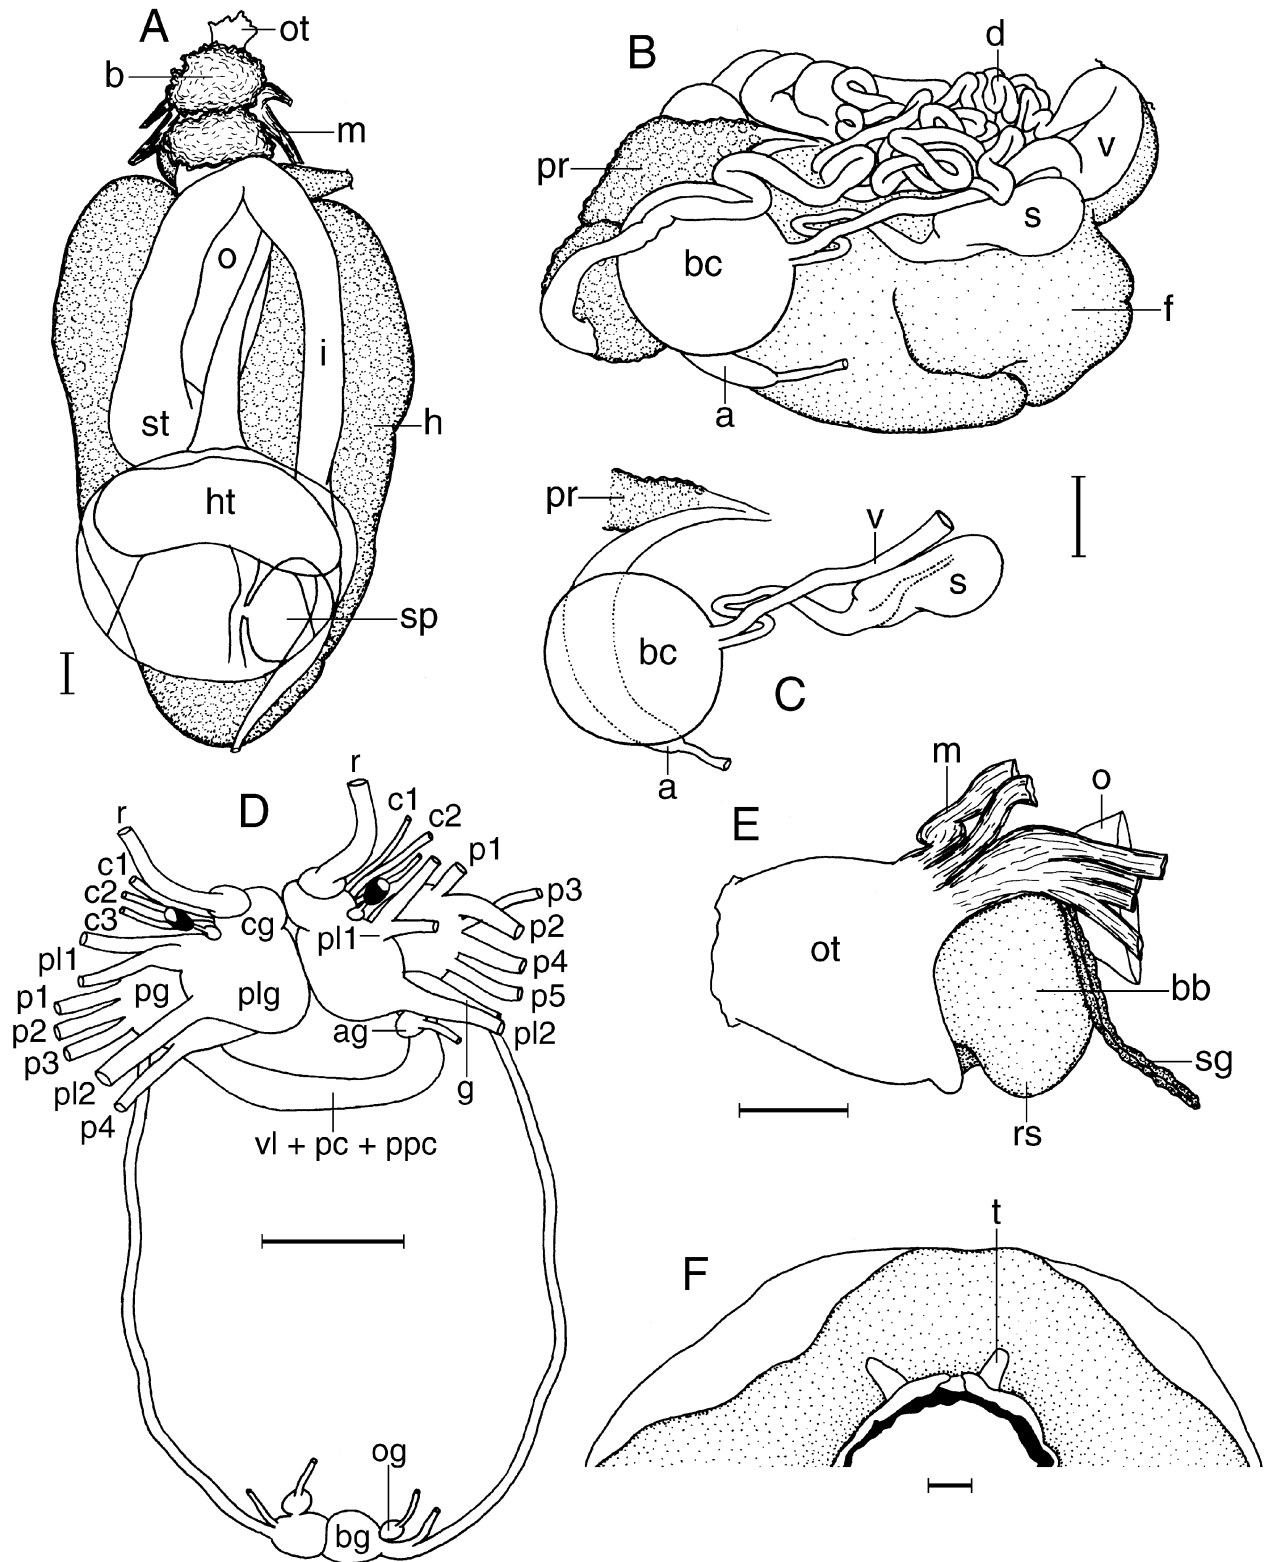 A
ot
b
m
o
i
st
h
ht
sp
B
d
pr
v
s
bc
f
a
pr
v
s
bc
C
a
D
r
r
c1
c2
p1
c1
c2
c3
cg
pl1
p3
p2
pl1
p4
p1
pg
plg
p5
p2
ag
pl2
p3
g
pl2
p4
vl + pc + ppc
og
bg
E
m
o
ot
bb
sg
rs
F
t